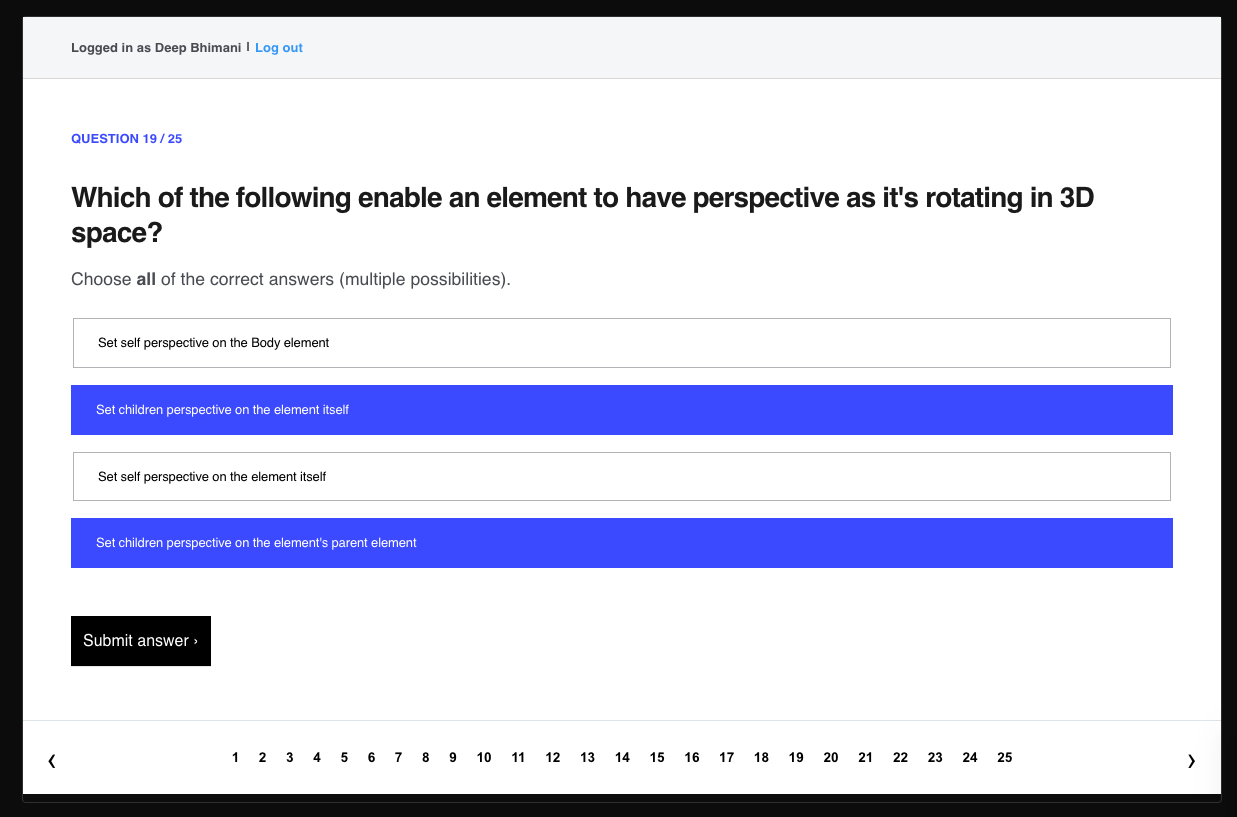 Logged in as Deep Bhimani | Log out
QUESTION 19 / 25
Which of the following enable an element to have perspective as it's rotating in 3D
space?
Choose all of the correct answers (multiple possibilities).
Set self perspective on the Body element
Set children perspective on the element itself
Set self perspective on the element itself
Set children perspective on the element's parent element
Submit answer ›
❮ 1 2 3 4 5 6 7 8 9 10 11 12 13 14 15 16 17 18 19 20 21 22 23 24 25 ❯